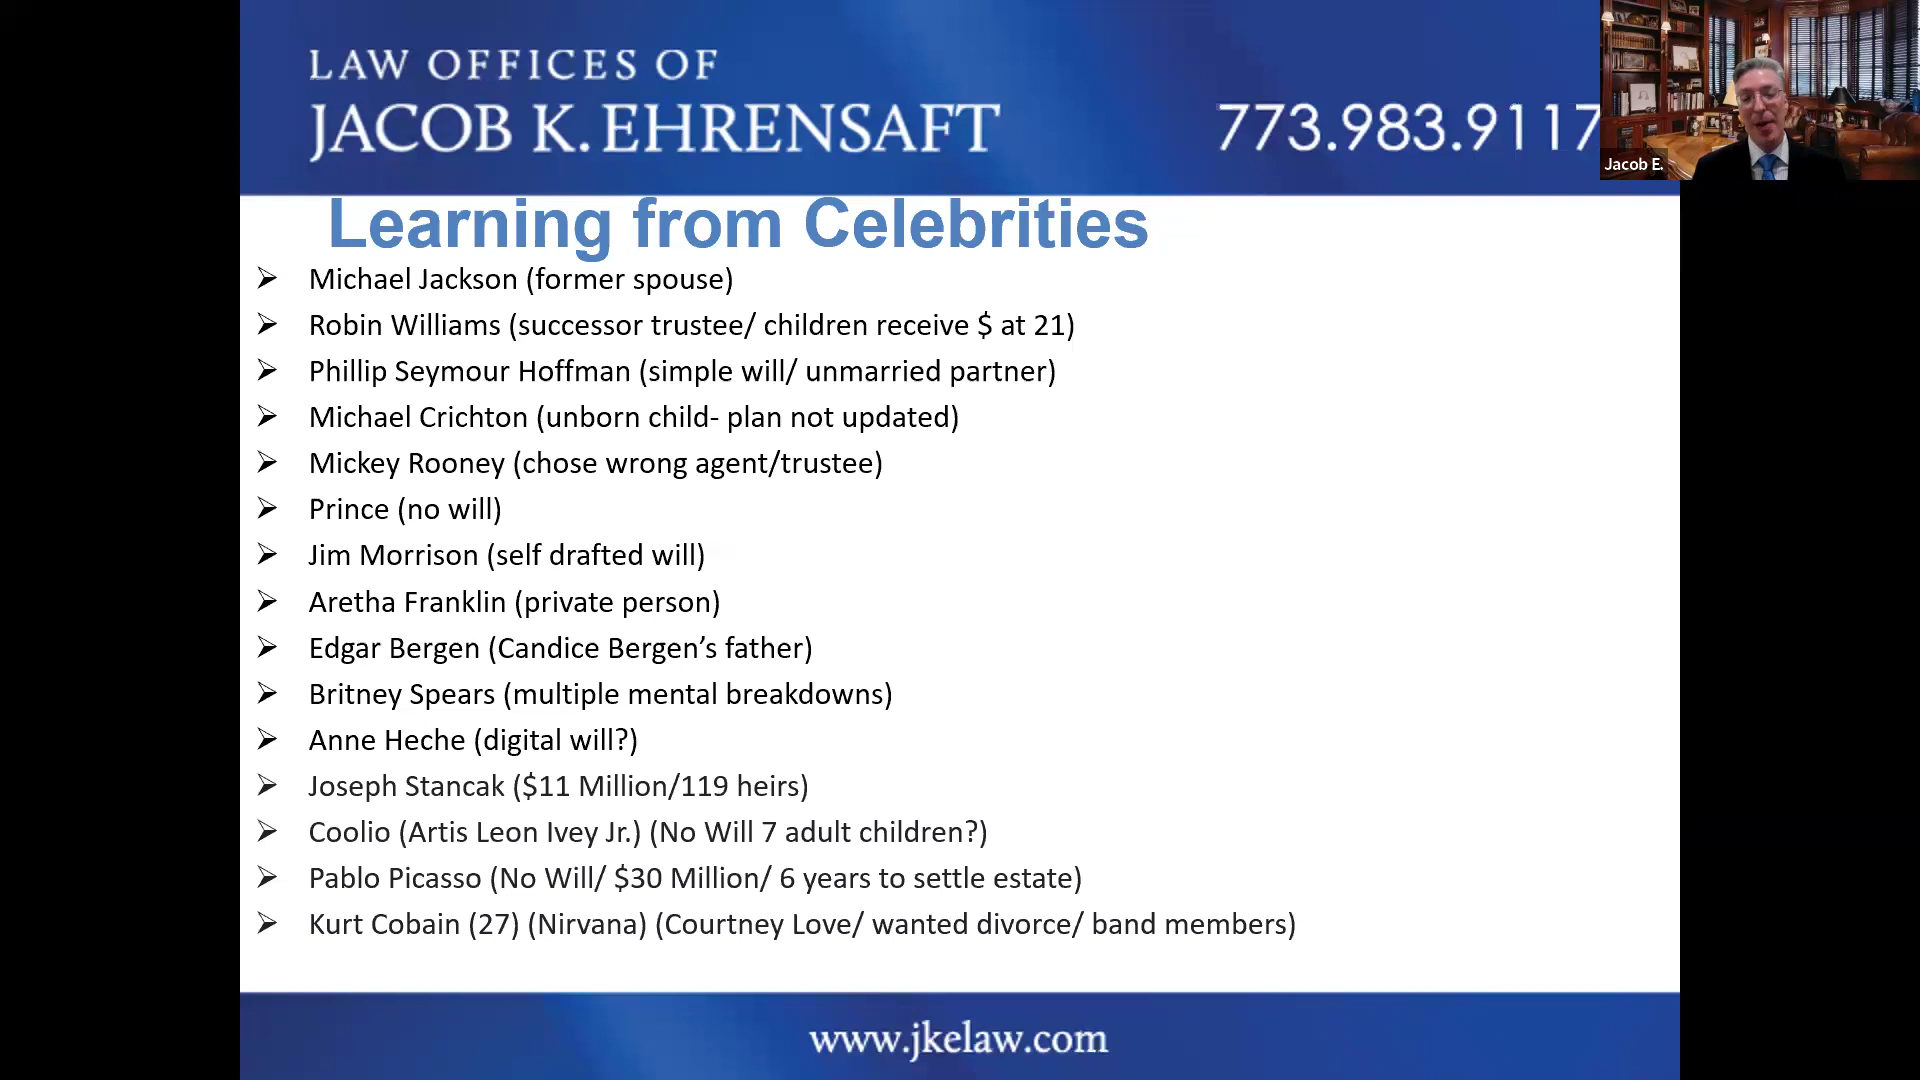 LAW OFFICES OF
JACOB K. EHRENSAFT
773.983.9117
Jacob E.
Learning from Celebrities
➢ Michael Jackson (former spouse)
➢ Robin Williams (successor trustee/ children receive $ at 21)
➢ Phillip Seymour Hoffman (simple will/ unmarried partner)
➢ Michael Crichton (unborn child- plan not updated)
➢ Mickey Rooney (chose wrong agent/trustee)
➢ Prince (no will)
➢ Jim Morrison (self drafted will)
➢ Aretha Franklin (private person)
➢ Edgar Bergen (Candice Bergen’s father)
➢ Britney Spears (multiple mental breakdowns)
➢ Anne Heche (digital will?)
➢ Joseph Stancak ($11 Million/119 heirs)
➢ Coolio (Artis Leon Ivey Jr.) (No Will 7 adult children?)
➢ Pablo Picasso (No Will/ $30 Million/ 6 years to settle estate)
➢ Kurt Cobain (27) (Nirvana) (Courtney Love/ wanted divorce/ band members)
www.jkelaw.com